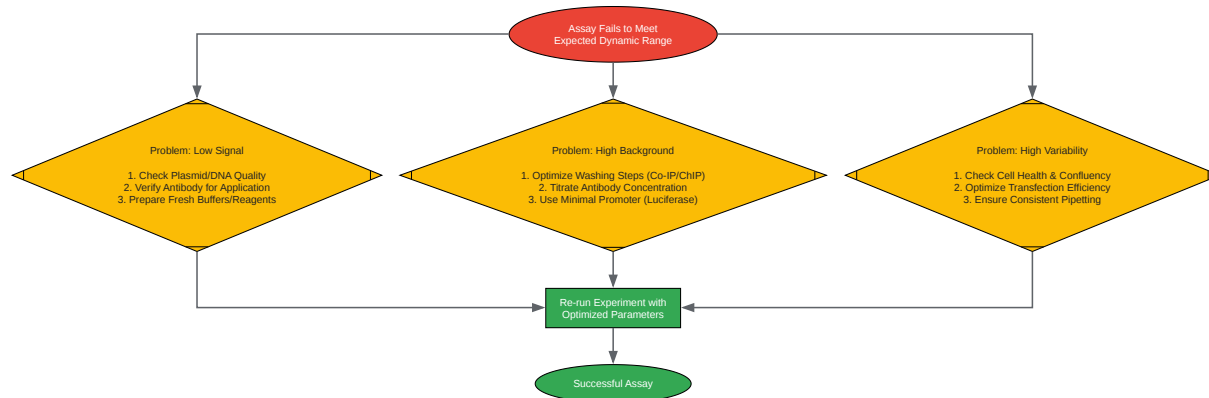 Assay Fails to Meet
Expected Dynamic Range
Problem: Low Signal
1. Check Plasmid/DNA Quality
2. Verify Antibody for Application
3. Prepare Fresh Buffers/Reagents
Problem: High Background
1. Optimize Washing Steps (Co-IP/ChIP)
2. Titrate Antibody Concentration
3. Use Minimal Promoter (Luciferase)
Problem: High Variability
1. Check Cell Health & Confluency
2. Optimize Transfection Efficiency
3. Ensure Consistent Pipetting
Re-run Experiment with
Optimized Parameters
Successful Assay